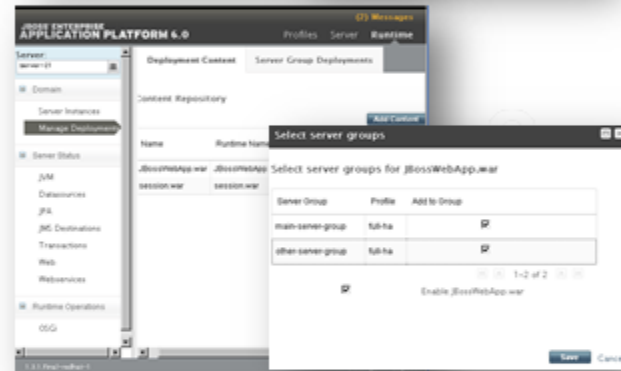 (2) Messages
JBOSS ENTERPRISE
APPLICATION PLATFORM 6.0
Profiles Server Runtime
Server:
Deployment Content Server Group Deployments
Domain
Server Instances
Manage Deployments
Content Repository
Add Content
Name Runtime Name
JBossWebApp.war JBossWebApp
session.war session.war
Server Status
JVM
Datasources
JPA
JMS Destinations
Transactions
Web
Webservices
Runtime Operations
OSGi
Select server groups
Select server groups for JBossWebApp.war
Server Group Profile Add to Group
main-server-group full-ha
other-server-group full-ha
1-2 of 2
Enable JBossWebApp.war
Save Cancel